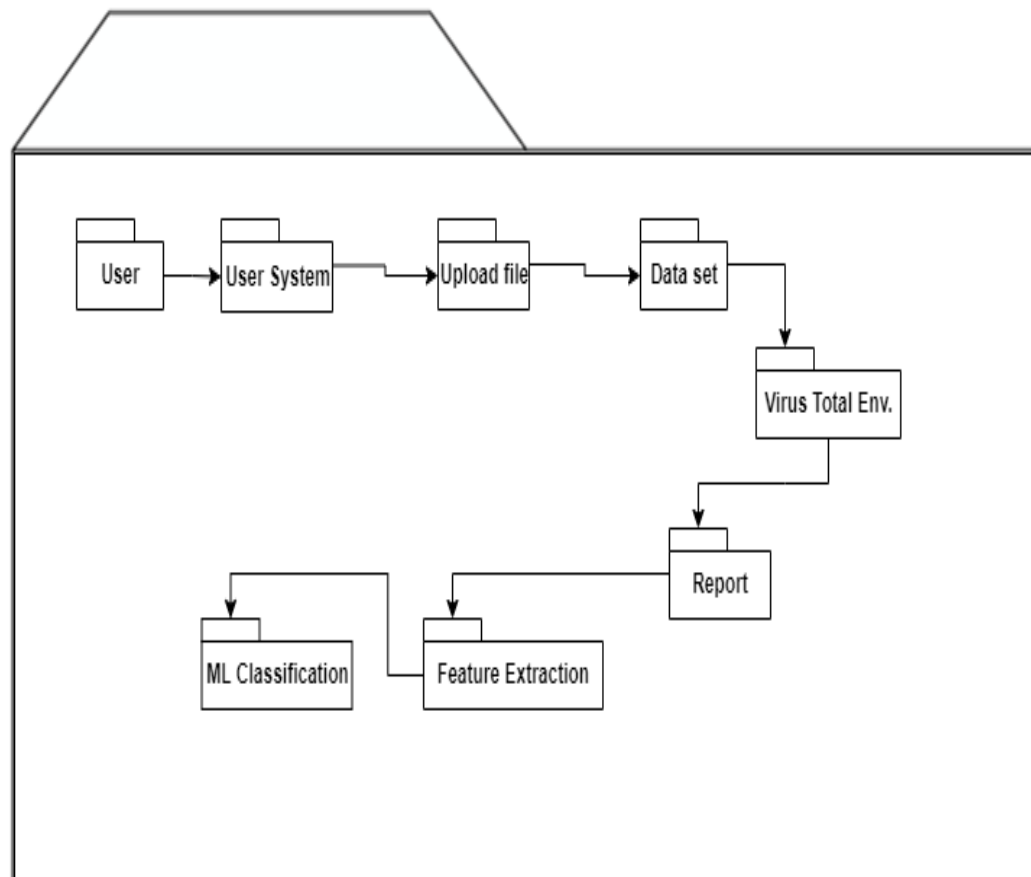 User
User System
Upload file
Data set
Virus Total Env.
Report
Feature Extraction
ML Classification